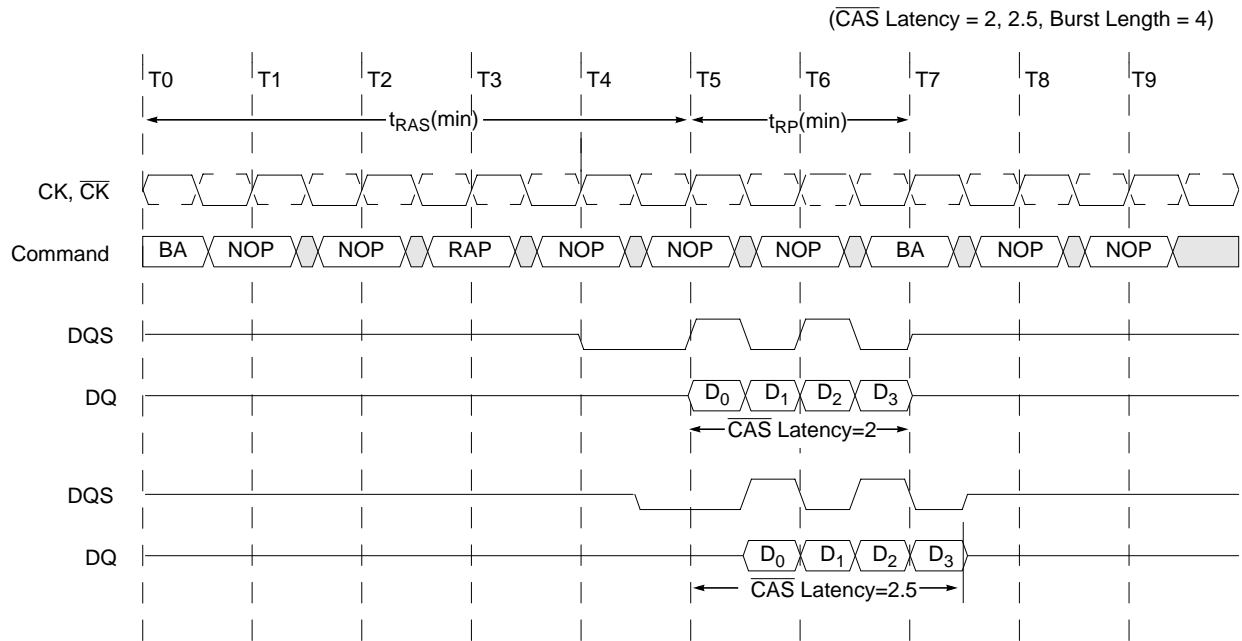 (CAS Latency = 2, 2.5, Burst Length = 4)
T0 T1 T2 T3 T4 T5 T6 T7 T8 T9
tRAS(min) tRP(min)
CK, CK
Command BA NOP NOP RAP NOP NOP NOP BA NOP NOP
DQS
DQ D0 D1 D2 D3
CAS Latency=2
DQS
DQ D0 D1 D2 D3
CAS Latency=2.5